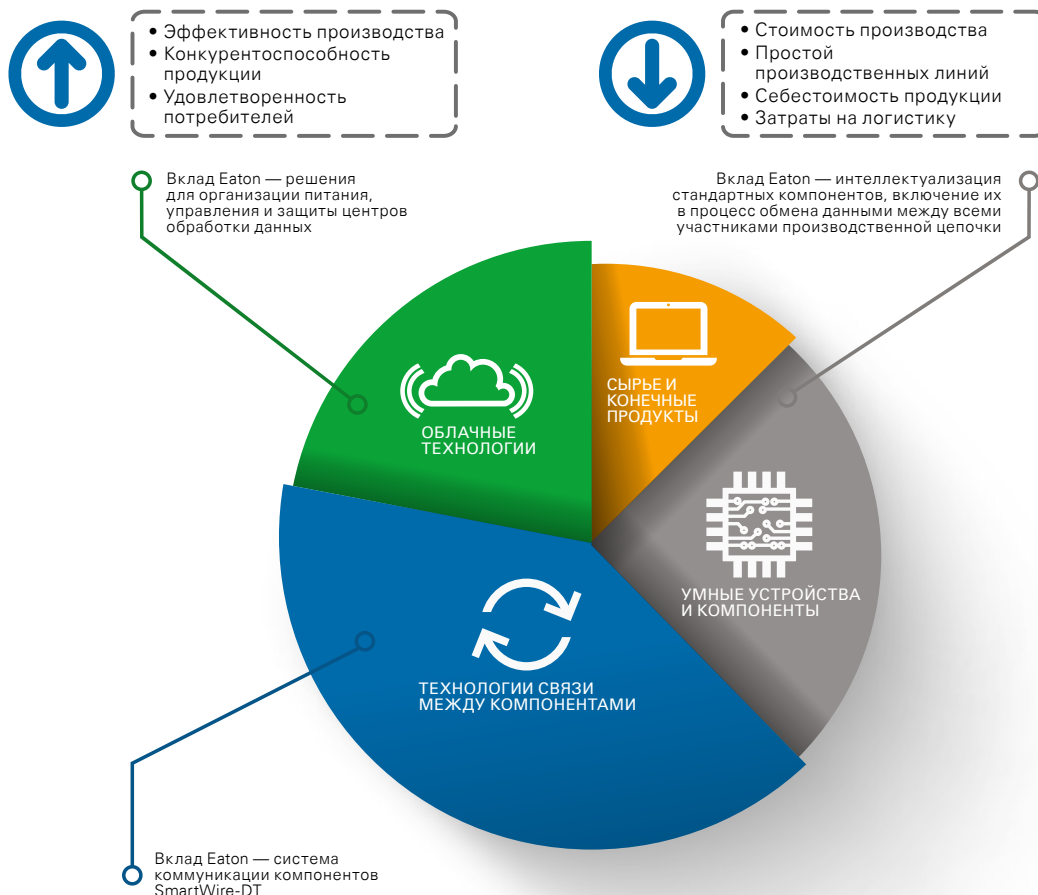 • Эффективность производства
• Конкурентоспособность
продукции
• Удовлетворенность
потребителей
• Стоимость производства
• Простой
производственных линий
• Себестоимость продукции
• Затраты на логистику
Вклад Eaton — решения
для организации питания,
управления и защиты центров
обработки данных
Вклад Eaton — интеллектуализация
стандартных компонентов, включение их
в процесс обмена данными между всеми
участниками производственной цепочки
СЫРЬЕ И
КОНЕЧНЫЕ
ПРОДУКТЫ
ОБЛАЧНЫЕ
ТЕХНОЛОГИИ
УМНЫЕ УСТРОЙСТВА
И КОМПОНЕНТЫ
ТЕХНОЛОГИИ СВЯЗИ
МЕЖДУ КОМПОНЕНТАМИ
Вклад Eaton — система
коммуникации компонентов
SmartWire-DT